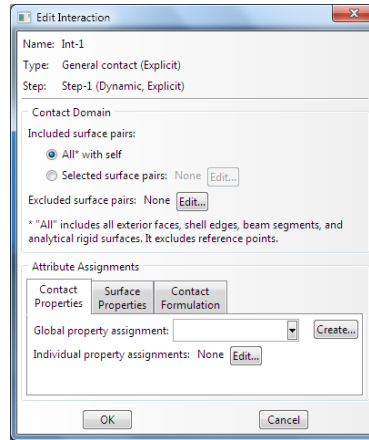 Edit Interaction
Name: Int-1
Type: General contact (Explicit)
Step: Step-1 (Dynamic, Explicit)
Contact Domain
Included surface pairs:
All* with self
Selected surface pairs: None Edit...
Excluded surface pairs: None Edit...
* "All" includes all exterior faces, shell edges, beam segments, and
analytical rigid surfaces. It excludes reference points.
Attribute Assignments
Contact Properties
Surface Properties
Contact Formulation
Global property assignment: Create...
Individual property assignments: None Edit...
OK Cancel